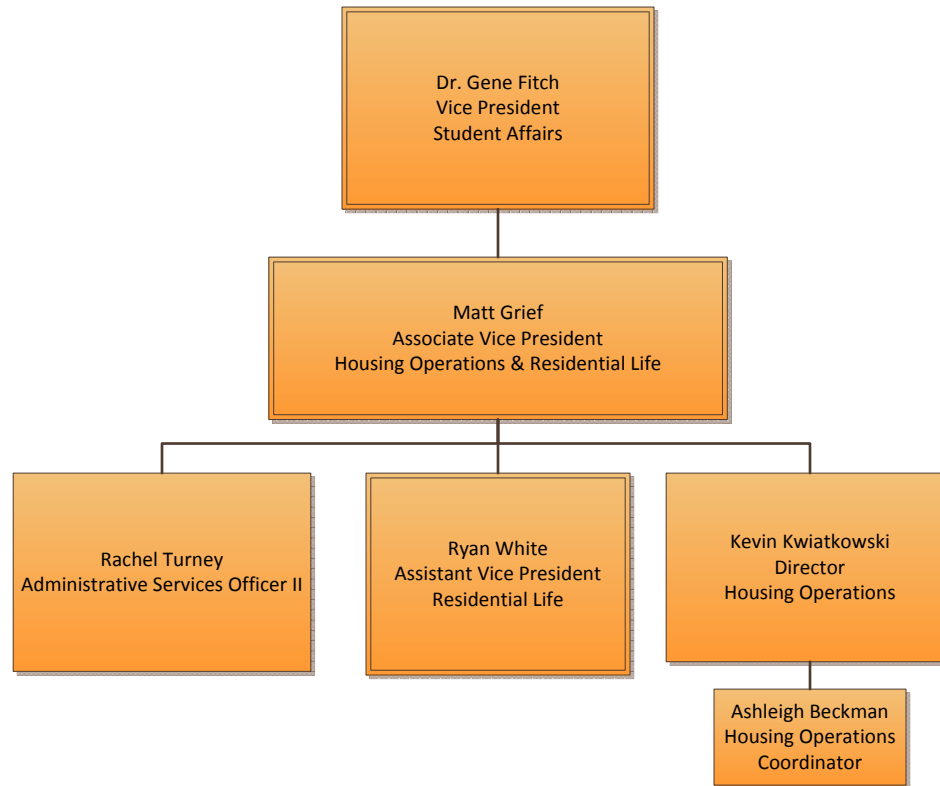 Dr. Gene Fitch
Vice President
Student Affairs
Matt Grief
Associate Vice President
Housing Operations & Residential Life
Rachel Turney
Administrative Services Officer II
Ryan White
Assistant Vice President
Residential Life
Kevin Kwiatkowski
Director
Housing Operations
Ashleigh Beckman
Housing Operations
Coordinator